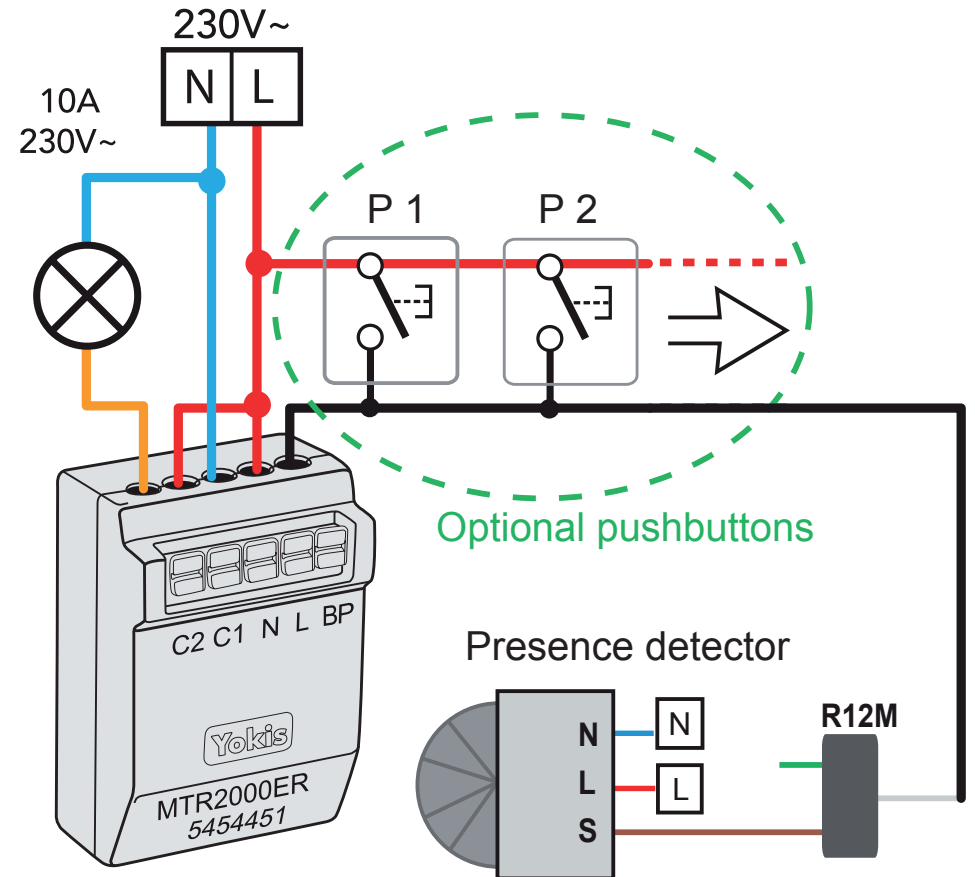 230V~
N L
10A
230V~
P 1 P 2
Optional pushbuttons
C2 C1 N L BP
Yokis
MTR2000ER
5454451
Presence detector
N N
L L
S
R12M